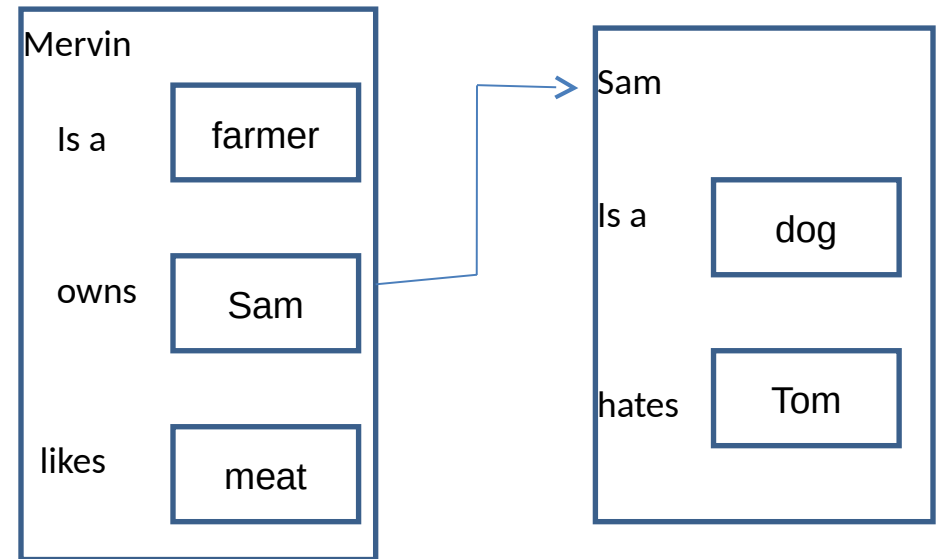 Mervin
Is a farmer
owns Sam
likes meat
Sam
Is a dog
hates Tom